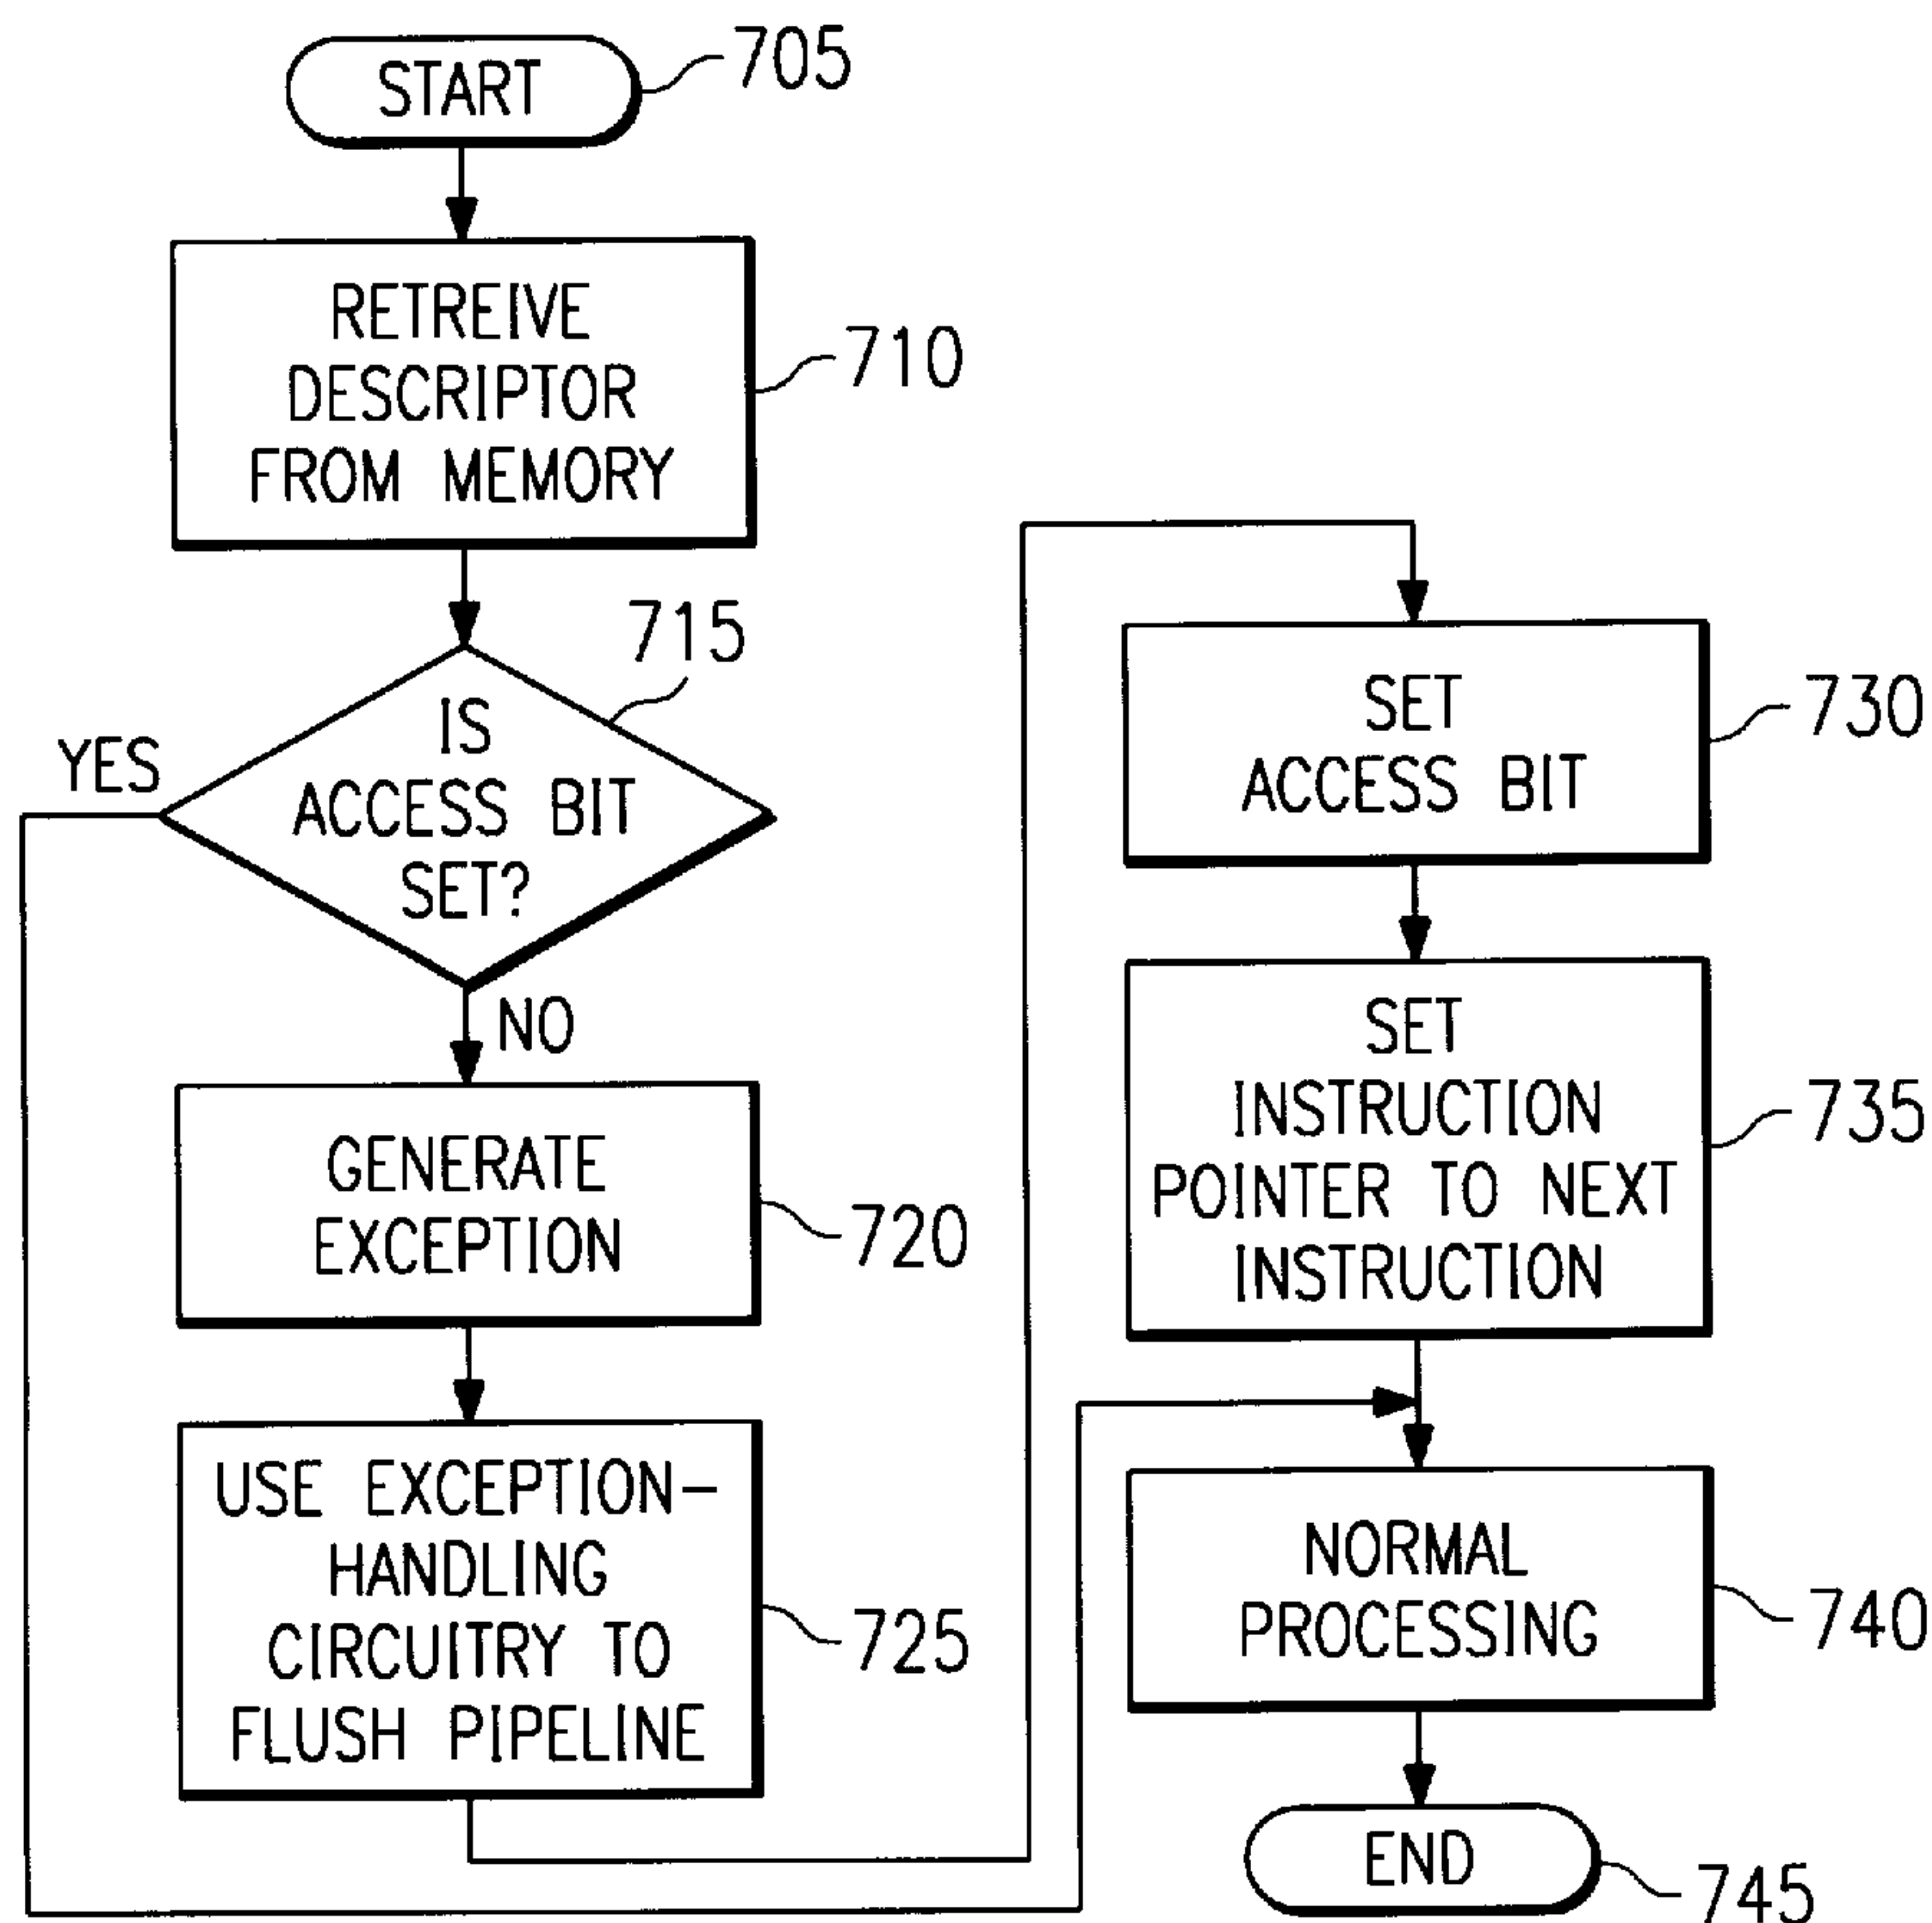 START
705
RETREIVE
DESCRIPTOR
FROM MEMORY
710
715
IS
ACCESS BIT
SET?
YES
NO
GENERATE
EXCEPTION
720
USE EXCEPTION-
HANDLING
CIRCUITRY TO
FLUSH PIPELINE
725
SET
ACCESS BIT
730
SET
INSTRUCTION
POINTER TO NEXT
INSTRUCTION
735
NORMAL
PROCESSING
740
END
745